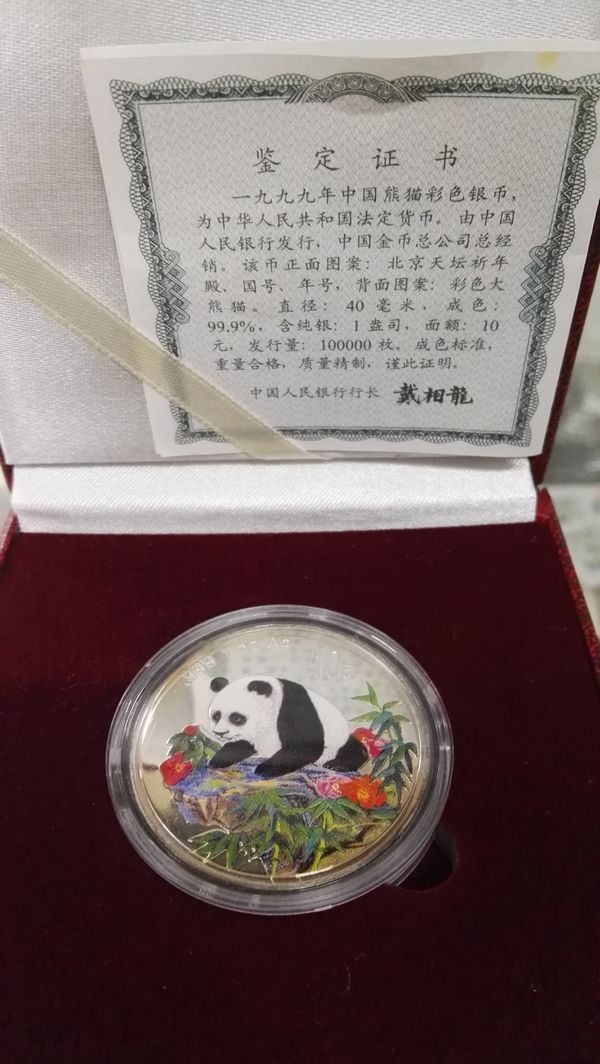 鉴定证书
一九九九年中国熊猫彩色银币，
为中华人民共和国法定货币。由中国
人民银行发行，中国金币总公司总经
销。该币正面图案：北京天坛祈年
殿、国号、年号，背面图案：彩色大
熊猫。直径：40毫米，成色：
99.9%，含纯银：1盎司，面额：10
元，发行量：100000枚。成色标准，
重量合格，质量精制，谨此证明。
中国人民银行行长 戴相龍
.999 oz Ag 10元